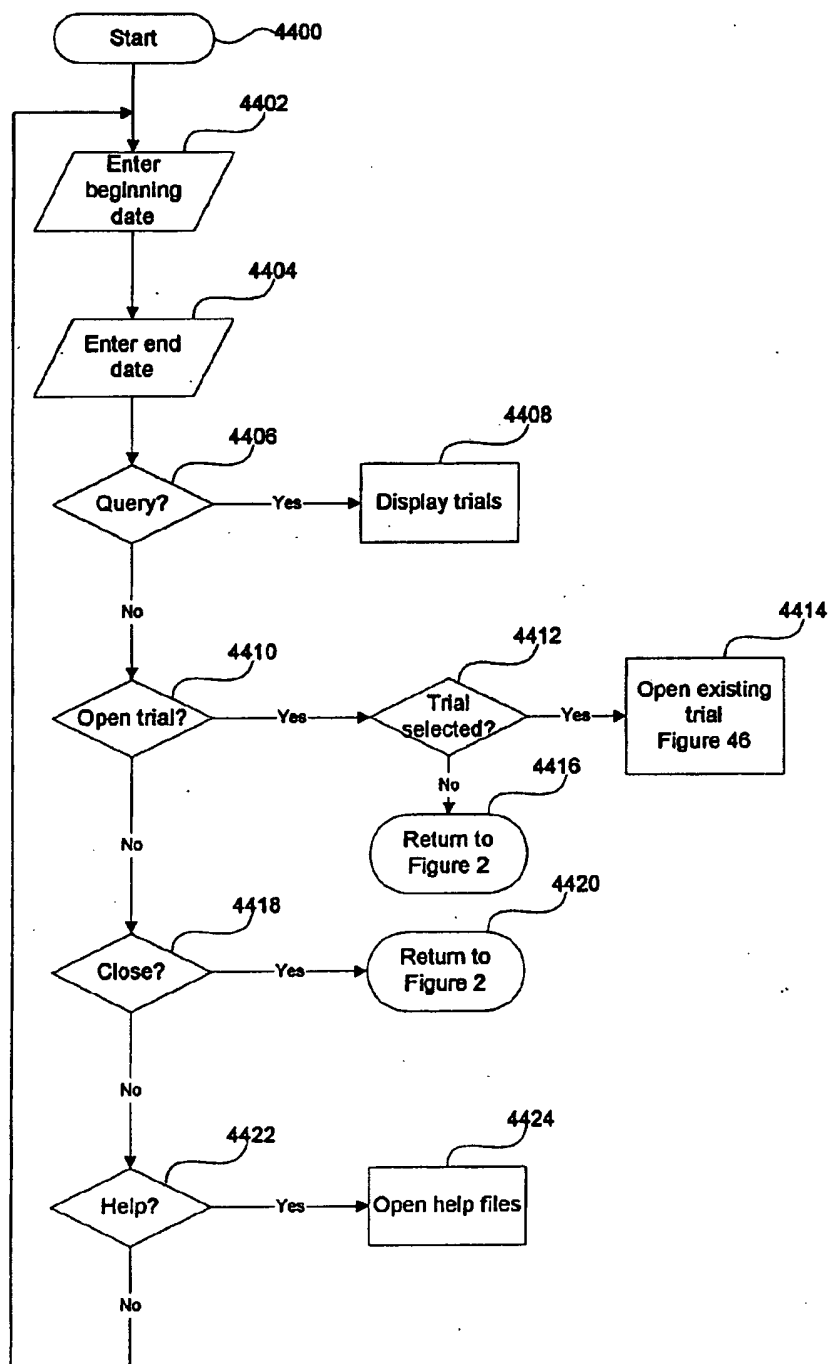 Start
4400
4402
Enter
beginning
date
4404
Enter end
date
4406
4408
Query?
Yes
Display trials
No
4410
4412
4414
Open trial?
Yes
Trial
selected?
Yes
Open existing
trial
Figure 46
No
4416
No
Return to
Figure 2
4418
4420
Close?
Yes
Return to
Figure 2
No
4422
4424
Help?
Yes
Open help files
No